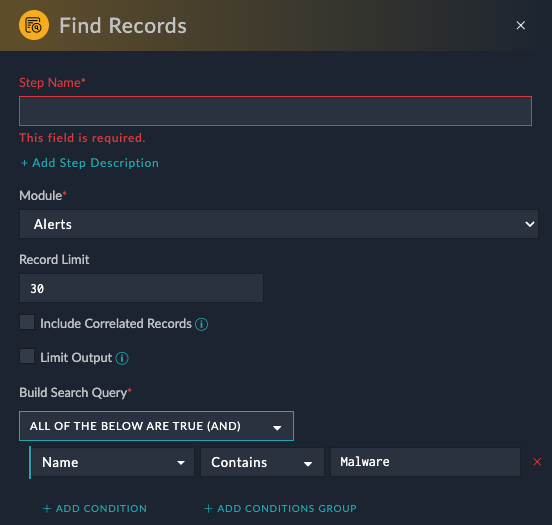 Find Records
Step Name*
This field is required.
+ Add Step Description
Module*
Alerts
Record Limit
30
Include Correlated Records
Limit Output
Build Search Query*
ALL OF THE BELOW ARE TRUE (AND)
Name Contains Malware
+ ADD CONDITION + ADD CONDITIONS GROUP